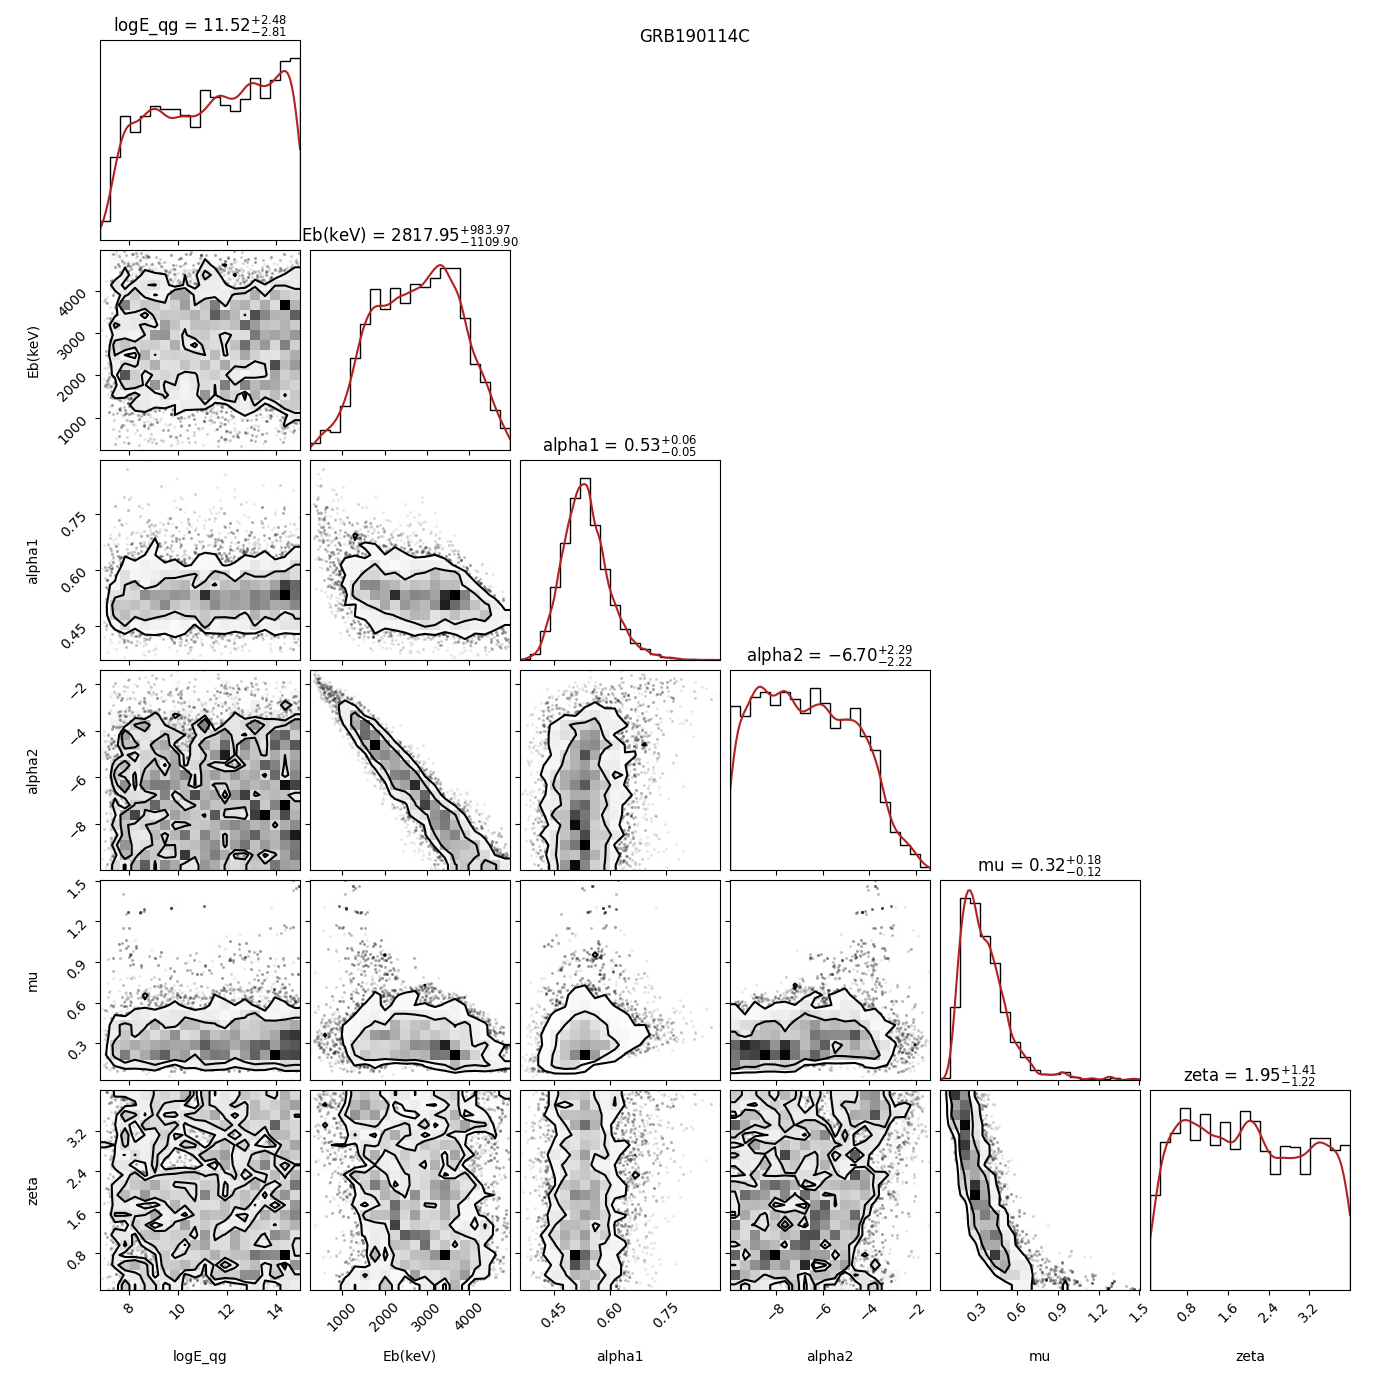 logE_qg = 11.52 +2.48 −2.81
GRB190114C
Eb(keV) = 2817.95 +983.97 −1109.90
Eb(keV)
4000
3000
2000
1000
alpha1 = 0.53 +0.06 −0.05
alpha1
0.75
0.60
0.45
alpha2 = −6.70 +2.29 −2.22
alpha2
−2
−4
−6
−8
mu = 0.32 +0.18 −0.12
mu
1.5
1.2
0.9
0.6
0.3
zeta = 1.95 +1.41 −1.22
zeta
3.2
2.4
1.6
0.8
8 10 12 14
1000 2000 3000 4000
0.45 0.60 0.75
−8 −6 −4 −2
0.3 0.6 0.9 1.2 1.5
0.8 1.6 2.4 3.2
logE_qg Eb(keV) alpha1 alpha2 mu zeta